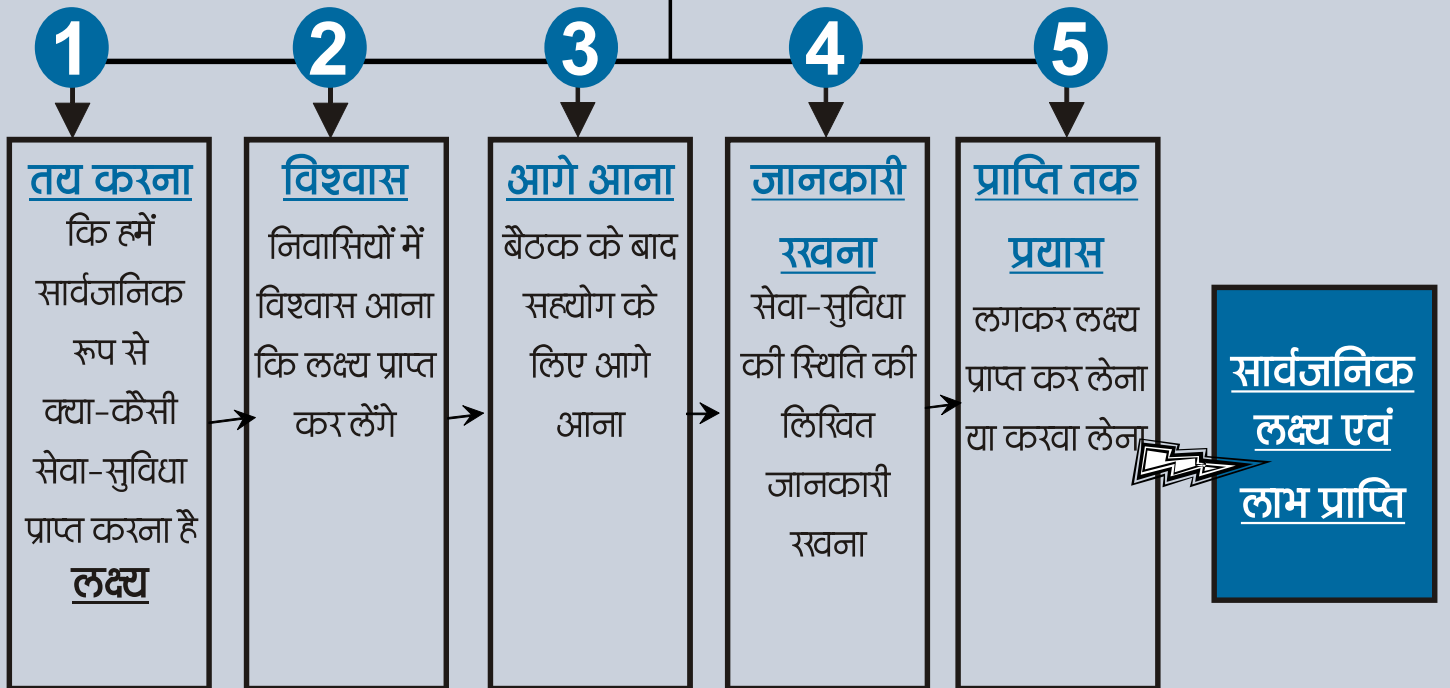 1
तय करना
कि हमें
सार्वजनिक
रूप से
क्या-कैसी
सेवा-सुविधा
प्राप्त करना है
लक्ष्य
2
विश्वास
निवासियों में
विश्वास आना
कि लक्ष्य प्राप्त
कर लेंगे
3
आगे आना
बैठक के बाद
सहयोग के
लिए आगे
आना
4
जानकारी
रखना
सेवा-सुविधा
की स्थिति की
लिखित
जानकारी
रखना
5
प्राप्ति तक
प्रयास
लगकर लक्ष्य
प्राप्त कर लेना
या करवा लेना
सार्वजनिक
लक्ष्य एवं
लाभ प्राप्ति